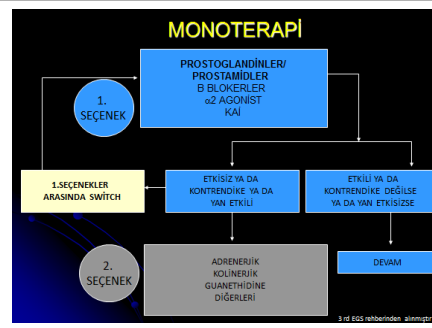 MONOTERAPİ
PROSTOGLANDİNLER/
PROSTAMİDLER
B BLOKERLER
α2 AGONİST
KAİ
1.
SEÇENEK
1.SEÇENEKLER
ARASINDA SWİTCH
ETKİSİZ YA DA
KONTRENDİKE YA DA
YAN ETKİLİ
ETKİLİ YA DA
KONTRENDİKE DEĞİLSE
YA DA YAN ETKİSİZSE
2.
SEÇENEK
ADRENERJİK
KOLİNERJİK
GUANETHİDİNE
DİĞERLERİ
DEVAM
3 rd EGS rehberinden alınmıştır